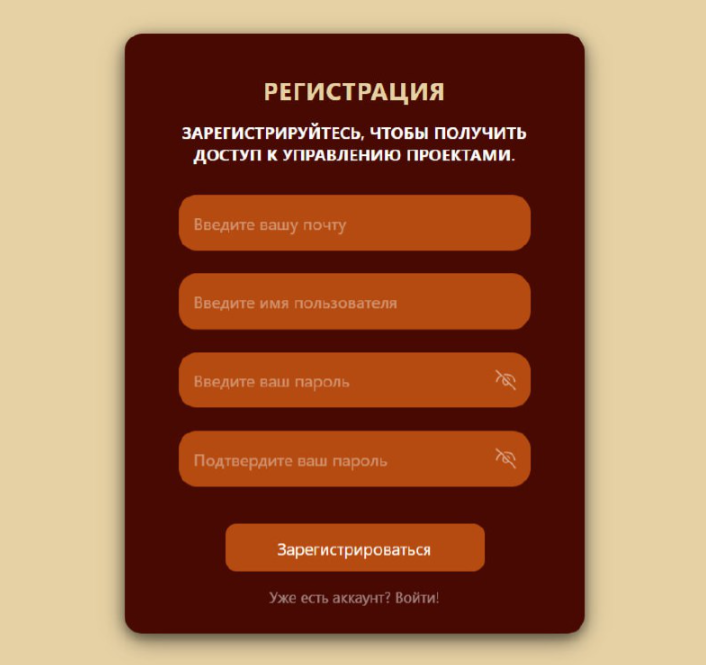 РЕГИСТРАЦИЯ
ЗАРЕГИСТРИРУЙТЕСЬ, ЧТОБЫ ПОЛУЧИТЬ
ДОСТУП К УПРАВЛЕНИЮ ПРОЕКТАМИ.
Введите вашу почту
Введите имя пользователя
Введите ваш пароль
Подтвердите ваш пароль
Зарегистрироваться
Уже есть аккаунт? Войти!